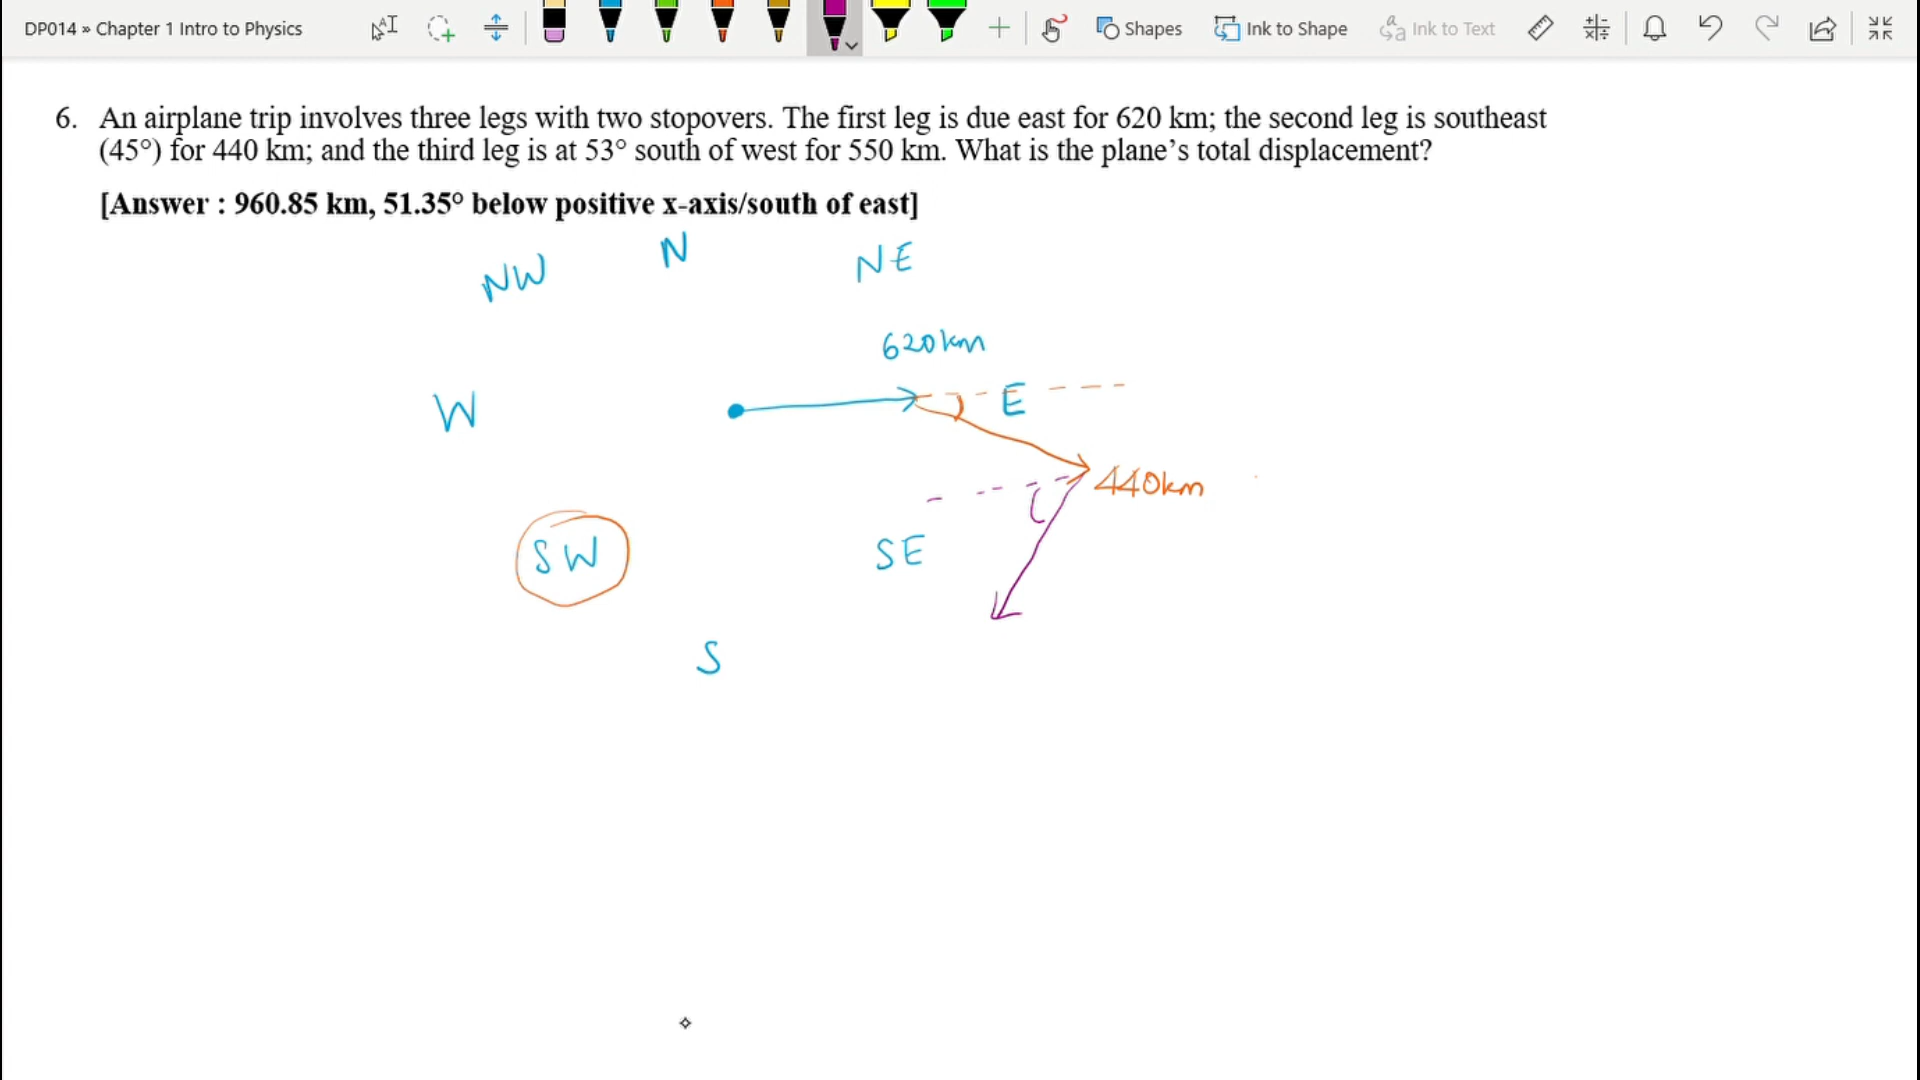 DP014 » Chapter 1 Intro to Physics
Shapes
Ink to Shape
Ink to Text
6. An airplane trip involves three legs with two stopovers. The first leg is due east for 620 km; the second leg is southeast
(45°) for 440 km; and the third leg is at 53° south of west for 550 km. What is the plane’s total displacement?
[Answer : 960.85 km, 51.35º below positive x-axis/south of east]
N
NW
NE
620km
W
E
440km
SW
SE
S